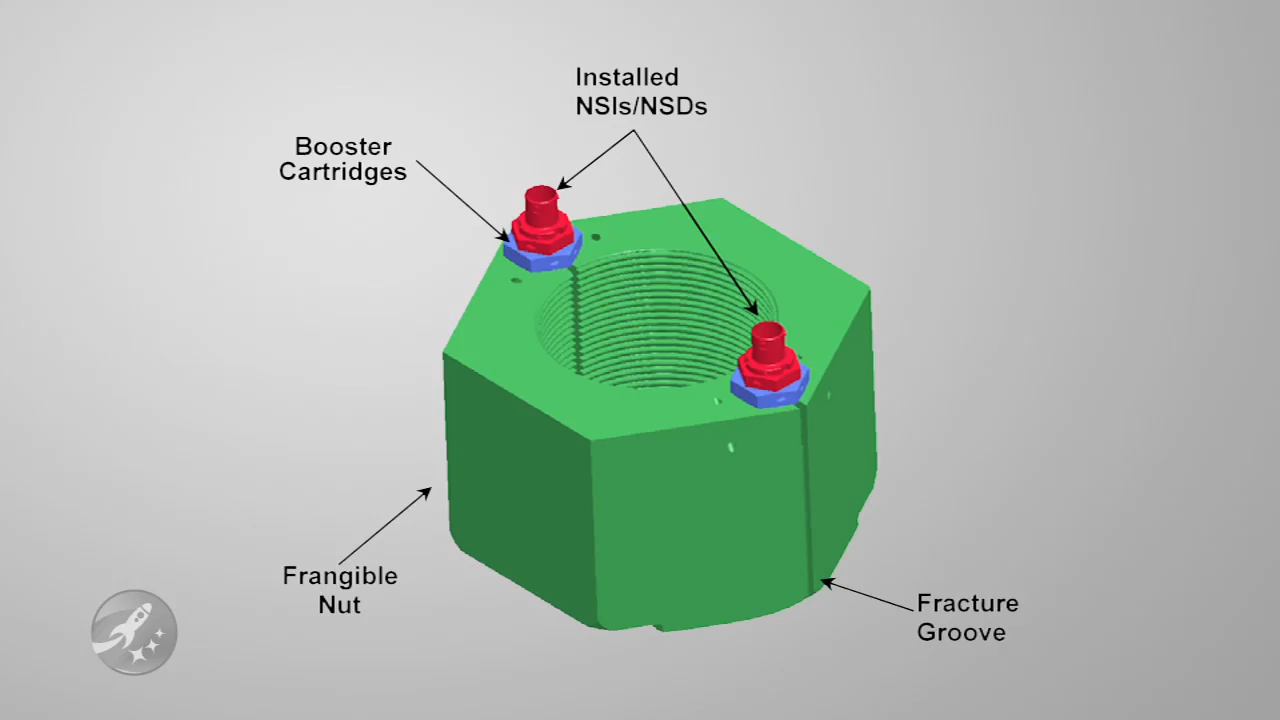 Installed
NSIs/NSDs
Booster
Cartridges
Frangible
Nut
Fracture
Groove